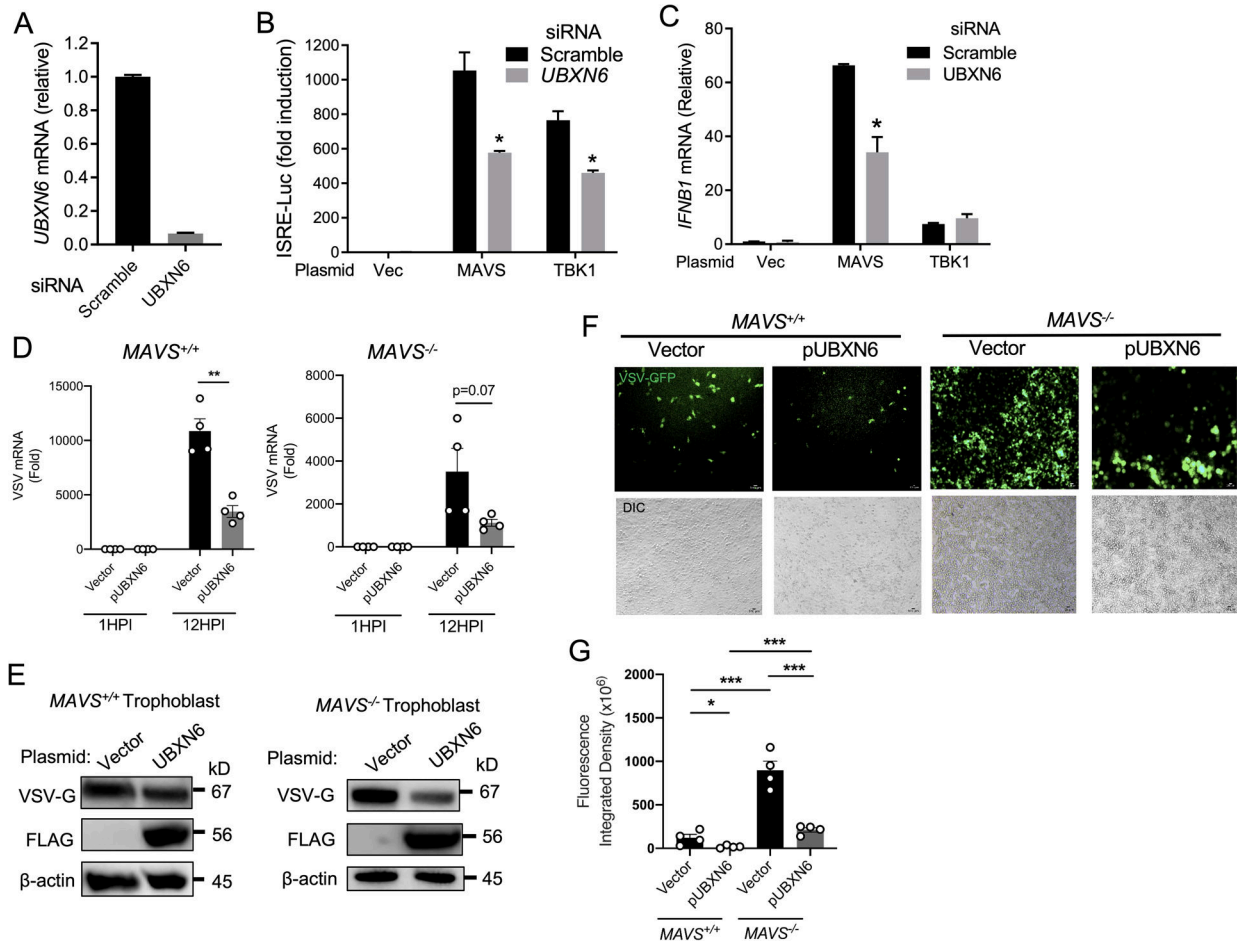 A
UBXN6 mRNA (relative)
1.2
1.0
0.8
0.6
0.4
0.2
0.0
siRNA
Scramble
UBXN6
B
siRNA
Scramble
UBXN6
ISRE-Luc (fold induction)
1200
1000
800
600
400
200
0
*
*
Plasmid
Vec
MAVS
TBK1
C
siRNA
Scramble
UBXN6
IFNB1 mRNA (Relative)
80
60
40
20
0
*
Plasmid
Vec
MAVS
TBK1
D
MAVS+/+
VSV mRNA
(Fold)
15000
10000
5000
0
**
Vector
pUBXN6
Vector
pUBXN6
1HPI
12HPI
MAVS-/-
VSV mRNA
(Fold)
8000
6000
4000
2000
0
p=0.07
Vector
pUBXN6
Vector
pUBXN6
1HPI
12HPI
E
MAVS+/+ Trophoblast
Plasmid:
Vector
UBXN6
kD
VSV-G
67
FLAG
56
β-actin
45
MAVS-/- Trophoblast
Plasmid:
Vector
UBXN6
kD
VSV-G
67
FLAG
56
β-actin
45
F
MAVS+/+
MAVS-/-
Vector
pUBXN6
Vector
pUBXN6
VSV-GFP
DIC
G
Fluorescence
Integrated Density (x10⁶)
2000
1500
1000
500
0
***
***
***
*
Vector
pUBXN6
Vector
pUBXN6
MAVS+/+
MAVS-/-